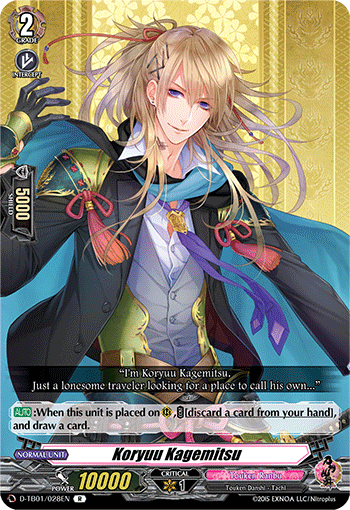 2
GRADE
INTERCEPT
5000
SHIELD
"I'm Koryuu Kagemitsu.
Just a lonesome traveler looking for a place to call his own..."
AUTO:When this unit is placed on R, [discard a card from your hand],
and draw a card.
NORMAL UNIT
Koryuu Kagemitsu
POWER 10000
CRITICAL
1
Touken Ranbu
Touken Danshi - Tachi
D-TB01/028EN R
©2015 EXNOA LLC/Nitroplus